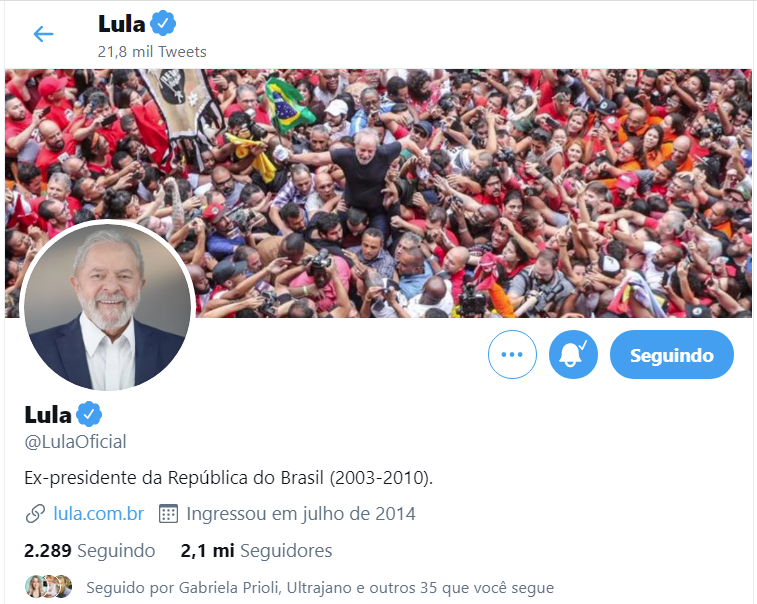 Lula
21,8 mil Tweets
Seguindo
Lula
@LulaOficial
Ex-presidente da República do Brasil (2003-2010).
lula.com.br Ingressou em julho de 2014
2.289 Seguindo 2,1 mi Seguidores
Seguido por Gabriela Prioli, Ultrajano e outros 35 que você segue